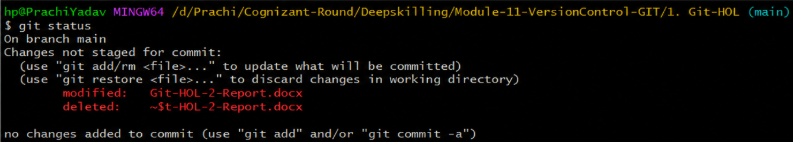 hp@PrachiYadav MINGW64 /d/Prachi/Cognizant-Round/Deepskilling/Module-11-VersionControl-GIT/1. Git-HOL (main)
$ git status
On branch main
Changes not staged for commit:
  (use "git add/rm <file>..." to update what will be committed)
  (use "git restore <file>..." to discard changes in working directory)
        modified:   Git-HOL-2-Report.docx
        deleted:    ~$t-HOL-2-Report.docx

no changes added to commit (use "git add" and/or "git commit -a")